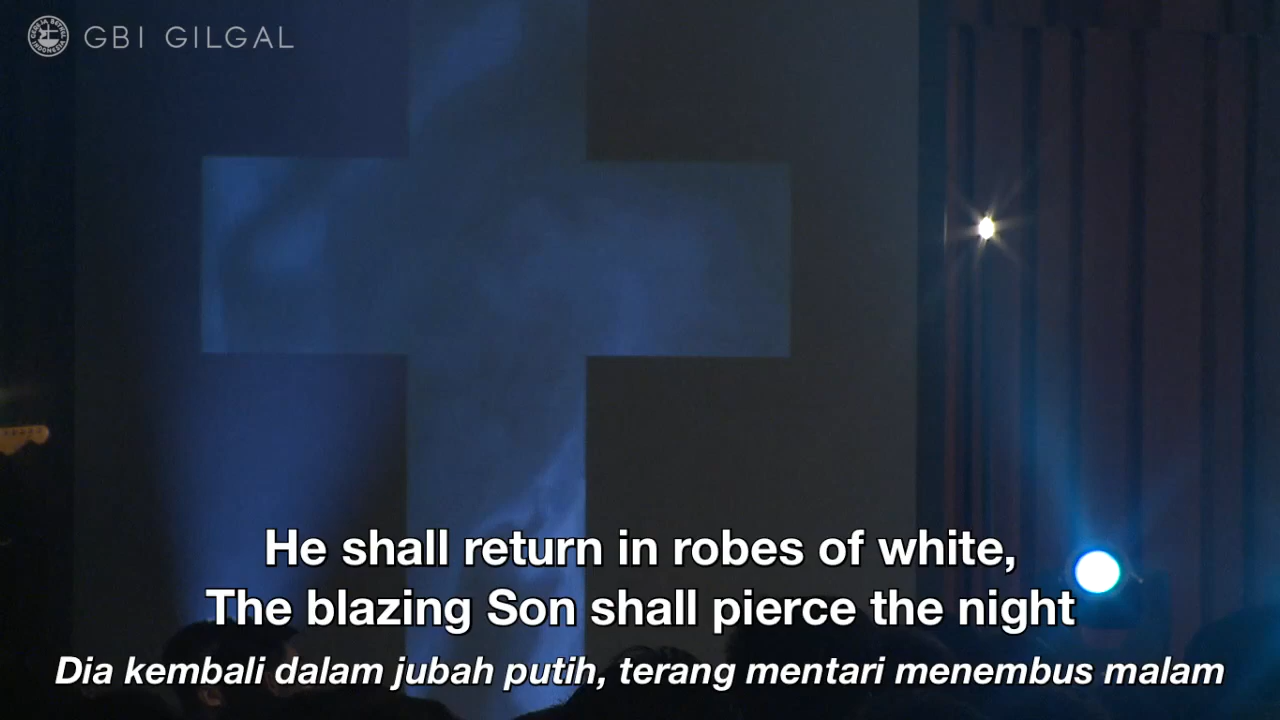 GBI GILGAL
He shall return in robes of white,
The blazing Son shall pierce the night
Dia kembali dalam jubah putih, terang mentari menembus malam